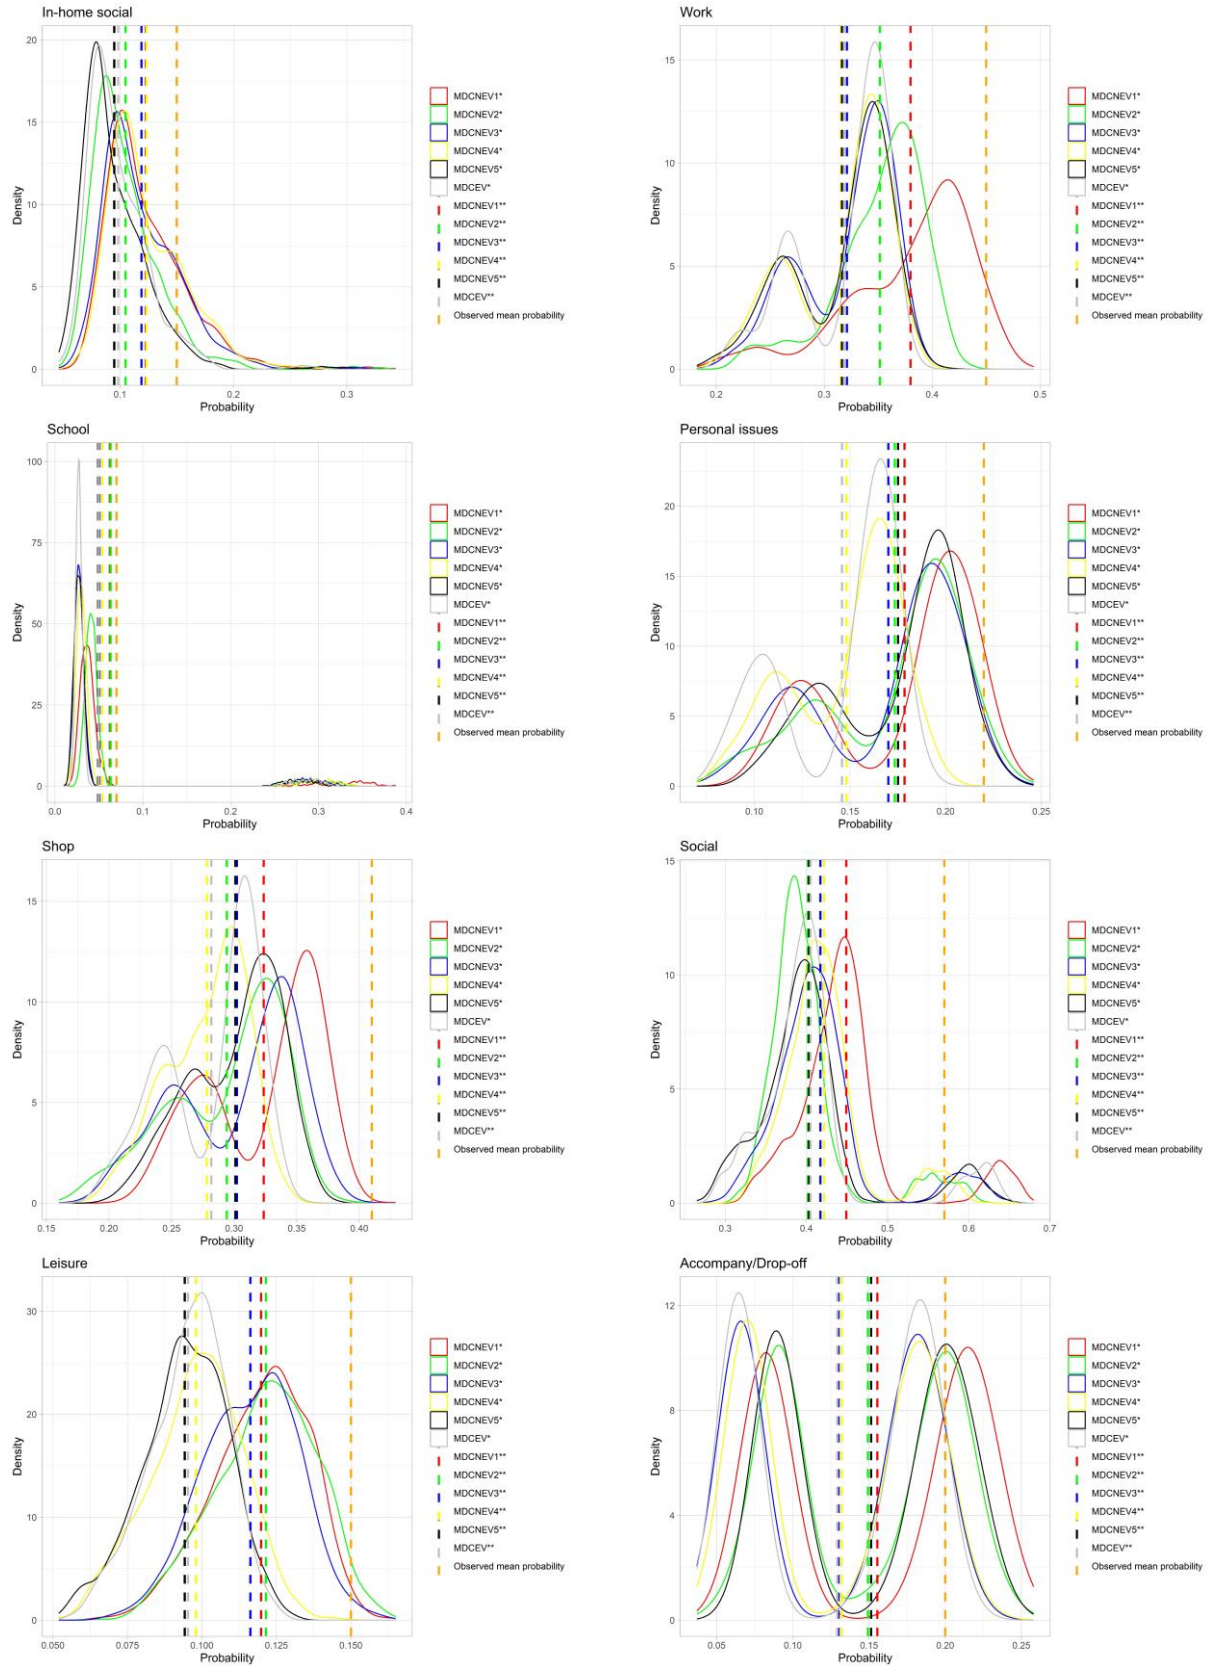 In-home social
20
15
10
5
0
Density
0.1
0.2
0.3
Probability
MDCNEV1*
MDCNEV2*
MDCNEV3*
MDCNEV4*
MDCNEV5*
MDCEV*
MDCNEV1**
MDCNEV2**
MDCNEV3**
MDCNEV4**
MDCNEV5**
MDCEV**
Observed mean probability
Work
15
10
5
0
Density
0.2
0.3
0.4
0.5
Probability
MDCNEV1*
MDCNEV2*
MDCNEV3*
MDCNEV4*
MDCNEV5*
MDCEV*
MDCNEV1**
MDCNEV2**
MDCNEV3**
MDCNEV4**
MDCNEV5**
MDCEV**
Observed mean probability
School
100
75
50
25
0
Density
0.0
0.1
0.2
0.3
0.4
Probability
MDCNEV1*
MDCNEV2*
MDCNEV3*
MDCNEV4*
MDCNEV5*
MDCEV*
MDCNEV1**
MDCNEV2**
MDCNEV3**
MDCNEV4**
MDCNEV5**
MDCEV**
Observed mean probability
Personal issues
20
15
10
5
0
Density
0.10
0.15
0.20
0.25
Probability
MDCNEV1*
MDCNEV2*
MDCNEV3*
MDCNEV4*
MDCNEV5*
MDCEV*
MDCNEV1**
MDCNEV2**
MDCNEV3**
MDCNEV4**
MDCNEV5**
MDCEV**
Observed mean probability
Shop
15
10
5
0
Density
0.15
0.20
0.25
0.30
0.35
0.40
Probability
MDCNEV1*
MDCNEV2*
MDCNEV3*
MDCNEV4*
MDCNEV5*
MDCEV*
MDCNEV1**
MDCNEV2**
MDCNEV3**
MDCNEV4**
MDCNEV5**
MDCEV**
Observed mean probability
Social
15
10
5
0
Density
0.3
0.4
0.5
0.6
0.7
Probability
MDCNEV1*
MDCNEV2*
MDCNEV3*
MDCNEV4*
MDCNEV5*
MDCEV*
MDCNEV1**
MDCNEV2**
MDCNEV3**
MDCNEV4**
MDCNEV5**
MDCEV**
Observed mean probability
Leisure
30
20
10
0
Density
0.050
0.075
0.100
0.125
0.150
Probability
MDCNEV1*
MDCNEV2*
MDCNEV3*
MDCNEV4*
MDCNEV5*
MDCEV*
MDCNEV1**
MDCNEV2**
MDCNEV3**
MDCNEV4**
MDCNEV5**
MDCEV**
Observed mean probability
Accompany/Drop-off
12
8
4
0
Density
0.05
0.10
0.15
0.20
0.25
Probability
MDCNEV1*
MDCNEV2*
MDCNEV3*
MDCNEV4*
MDCNEV5*
MDCEV*
MDCNEV1**
MDCNEV2**
MDCNEV3**
MDCNEV4**
MDCNEV5**
MDCEV**
Observed mean probability